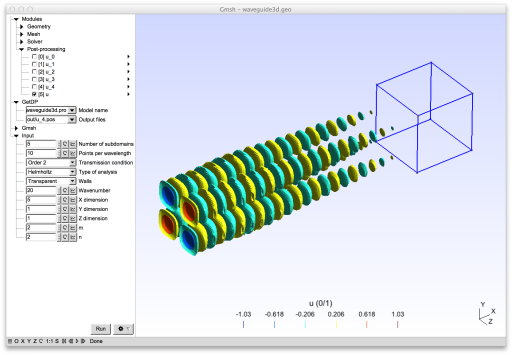 Gmsh - waveguide3d.geo
Modules
Geometry
Mesh
Solver
Post-processing
[0] u_0
[1] u_1
[2] u_2
[3] u_3
[4] u_4
[5] u
GetDP
waveguide3d.pro Model name
out/u_4.pos Output files
Gmsh
Input
5 Number of subdomains
10 Points per wavelength
Order 2 Transmission condition
Helmholtz Type of analysis
Transparent Walls
20 Wavenumber
5 X dimension
1 Y dimension
1 Z dimension
2 m
2 n
Run
u (0/1)
-1.03 -0.618 -0.206 0.206 0.618 1.03
Y
X
Z
O X Y Z 1:1 S Done